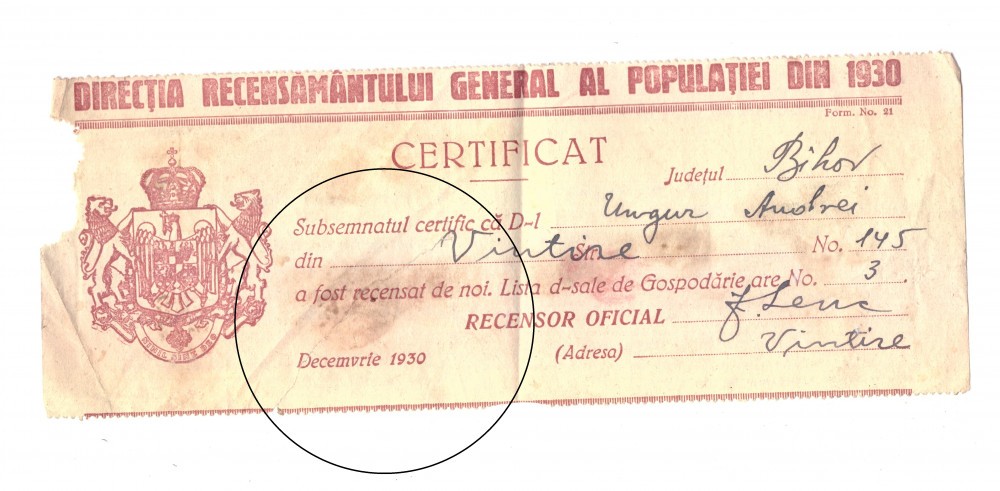 DIRECȚIA RECENSĂMÂNTULUI GENERAL AL POPULAȚIEI DIN 1930
Form. No. 21
CERTIFICAT
Județul Bihor
Subsemnatul certific că D-l Ungur Andrei
din Vintire Str. No. 145
a fost recensat de noi. Lista d-sale de Gospodărie are No. 3.
RECENSOR OFICIAL
Decemvrie 1930 (Adresa) Vintire